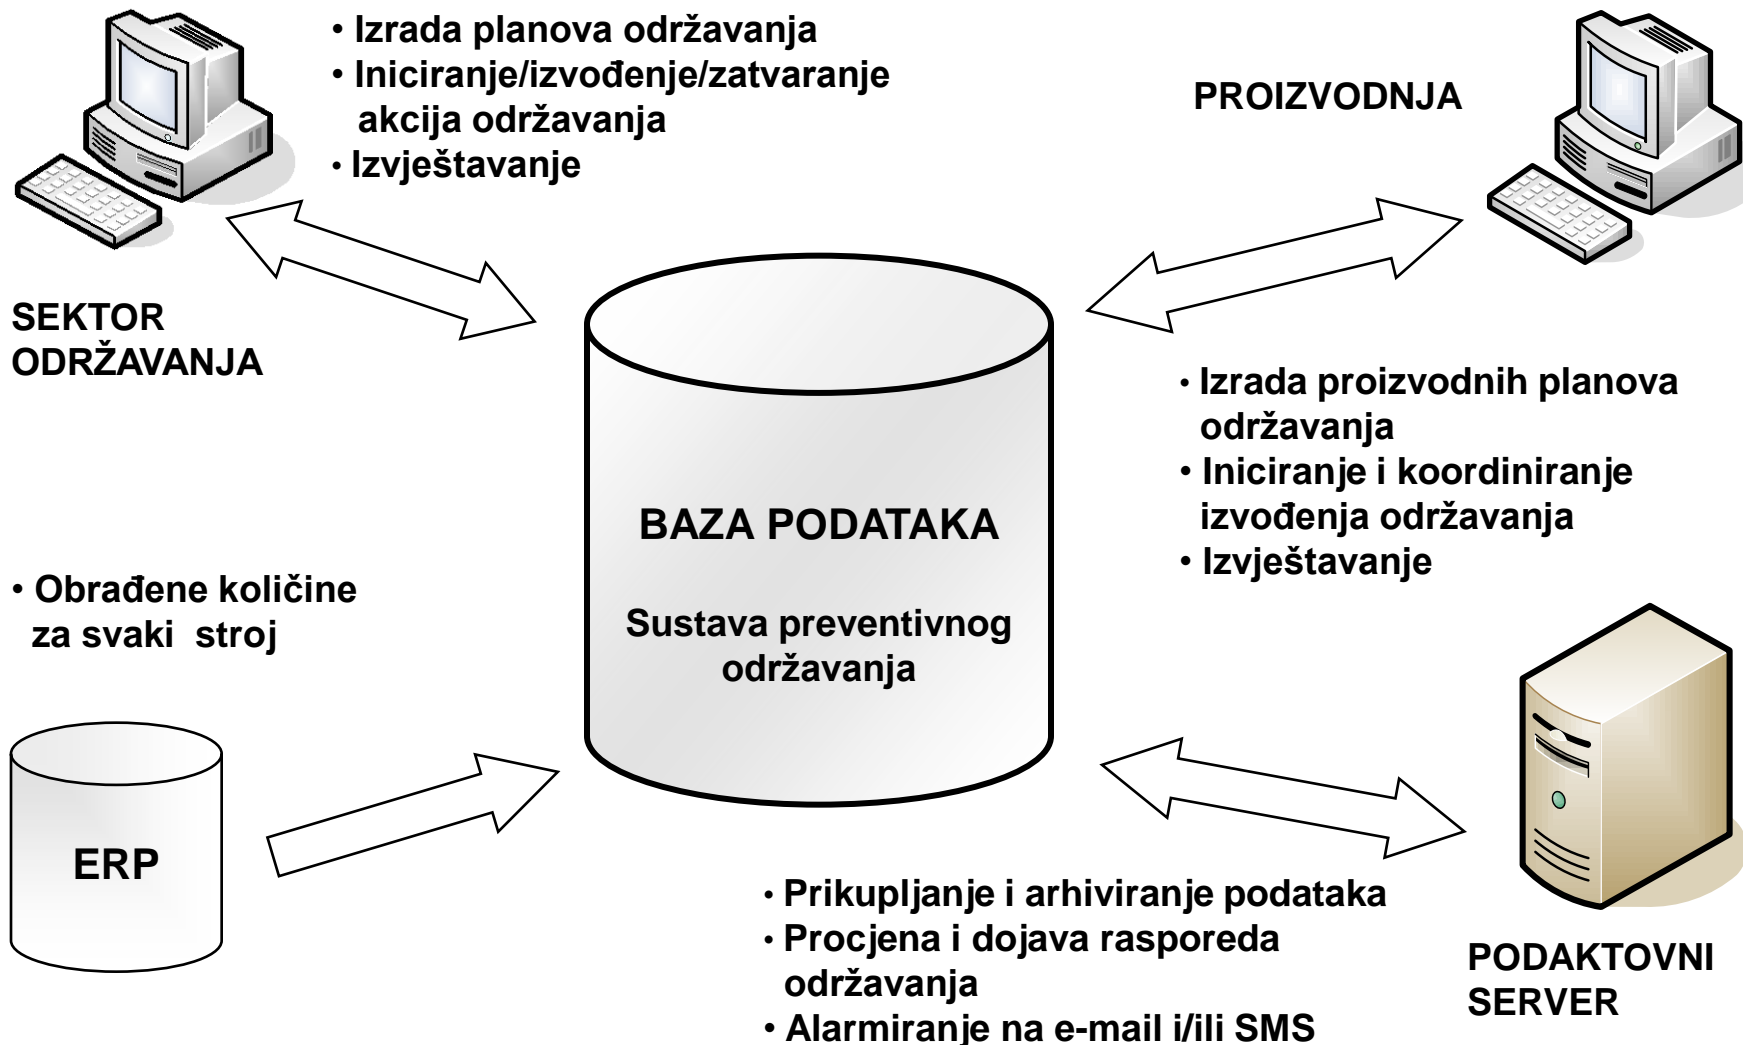 • Izrada planova održavanja
• Iniciranje/izvođenje/zatvaranje
akcija održavanja
• Izvještavanje
SEKTOR
ODRŽAVANJA
PROIZVODNJA
• Izrada proizvodnih planova
održavanja
• Iniciranje i koordiniranje
izvođenja održavanja
• Izvještavanje
BAZA PODATAKA
Sustava preventivnog
održavanja
• Obrađene količine
za svaki stroj
ERP
• Prikupljanje i arhiviranje podataka
• Procjena i dojava rasporeda
održavanja
• Alarmiranje na e-mail i/ili SMS
PODAKTOVNI
SERVER